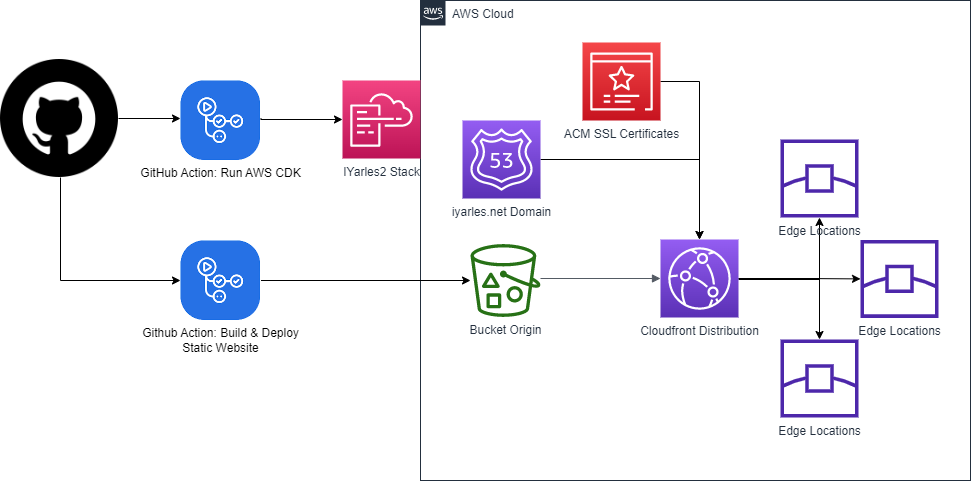 aws
AWS Cloud
ACM SSL Certificates
GitHub Action: Run AWS CDK
IYarles2 Stack
53
iyarles.net Domain
Edge Locations
Github Action: Build & Deploy
Static Website
Bucket Origin
Cloudfront Distribution
Edge Locations
Edge Locations